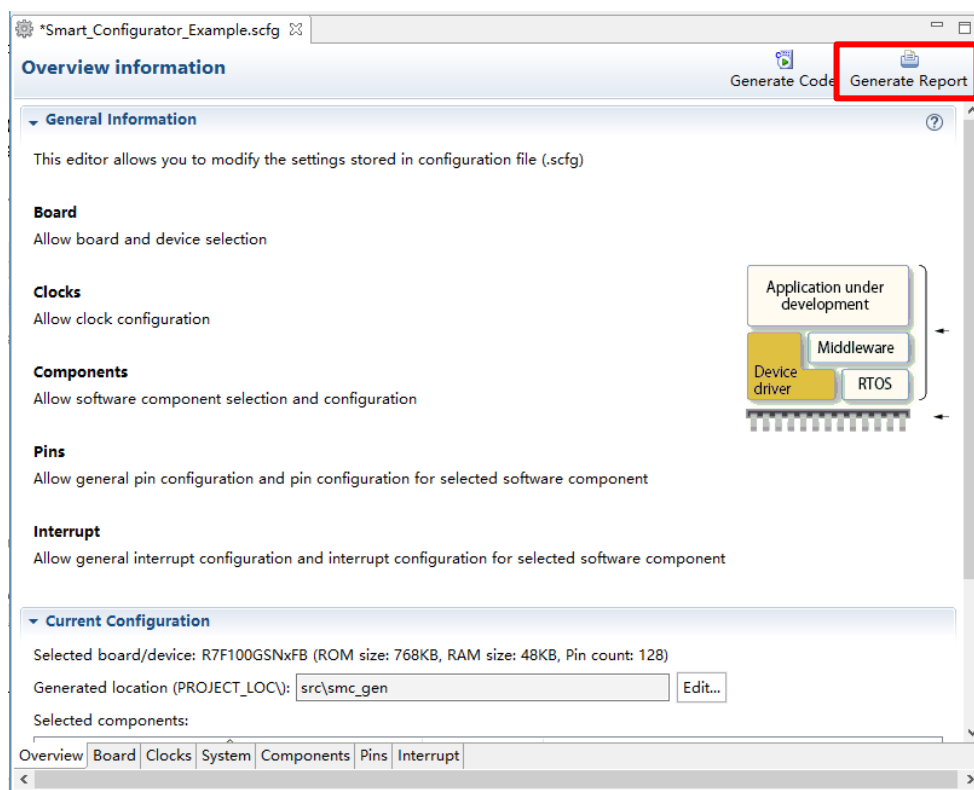 *Smart_Configurator_Example.scfg
Overview information
Generate Code
Generate Report
General Information
This editor allows you to modify the settings stored in configuration file (.scfg)
Board
Allow board and device selection
Clocks
Allow clock configuration
Components
Allow software component selection and configuration
Pins
Allow general pin configuration and pin configuration for selected software component
Interrupt
Allow general interrupt configuration and interrupt configuration for selected software component
Application under
development
Middleware
Device
driver
RTOS
Current Configuration
Selected board/device: R7F100GSNxFB (ROM size: 768KB, RAM size: 48KB, Pin count: 128)
Generated location (PROJECT_LOC\): src\smc_gen Edit...
Selected components:
Overview Board Clocks System Components Pins Interrupt